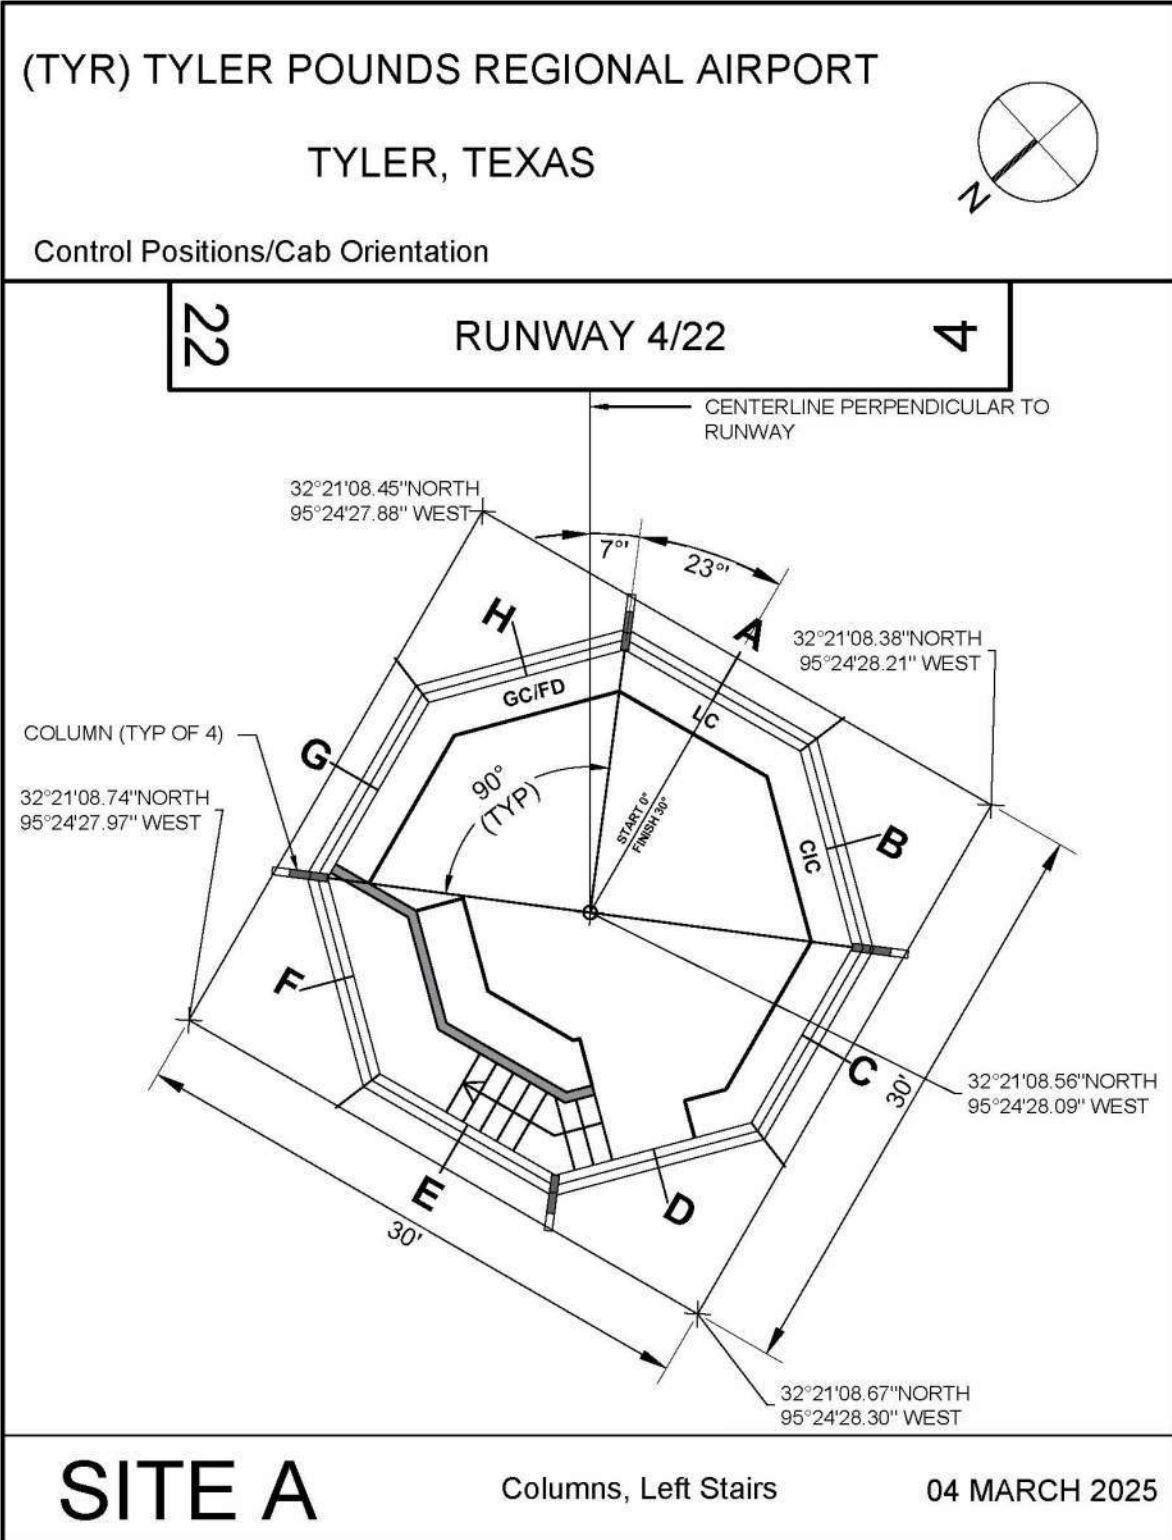 (TYR) TYLER POUNDS REGIONAL AIRPORT
TYLER, TEXAS
N
Control Positions/Cab Orientation
22
RUNWAY 4/22
4
CENTERLINE PERPENDICULAR TO
RUNWAY
32°21'08.45"NORTH
95°24'27.88" WEST
7°'
23°'
H
A
32°21'08.38"NORTH
95°24'28.21" WEST
GC/FD
LC
COLUMN (TYP OF 4)
G
90°
(TYP)
32°21'08.74"NORTH
95°24'27.97" WEST
START 0°
FINISH 30°
CIC
B
F
C
32°21'08.56"NORTH
95°24'28.09" WEST
30'
E
D
30'
32°21'08.67"NORTH
95°24'28.30" WEST
SITE A
Columns, Left Stairs
04 MARCH 2025